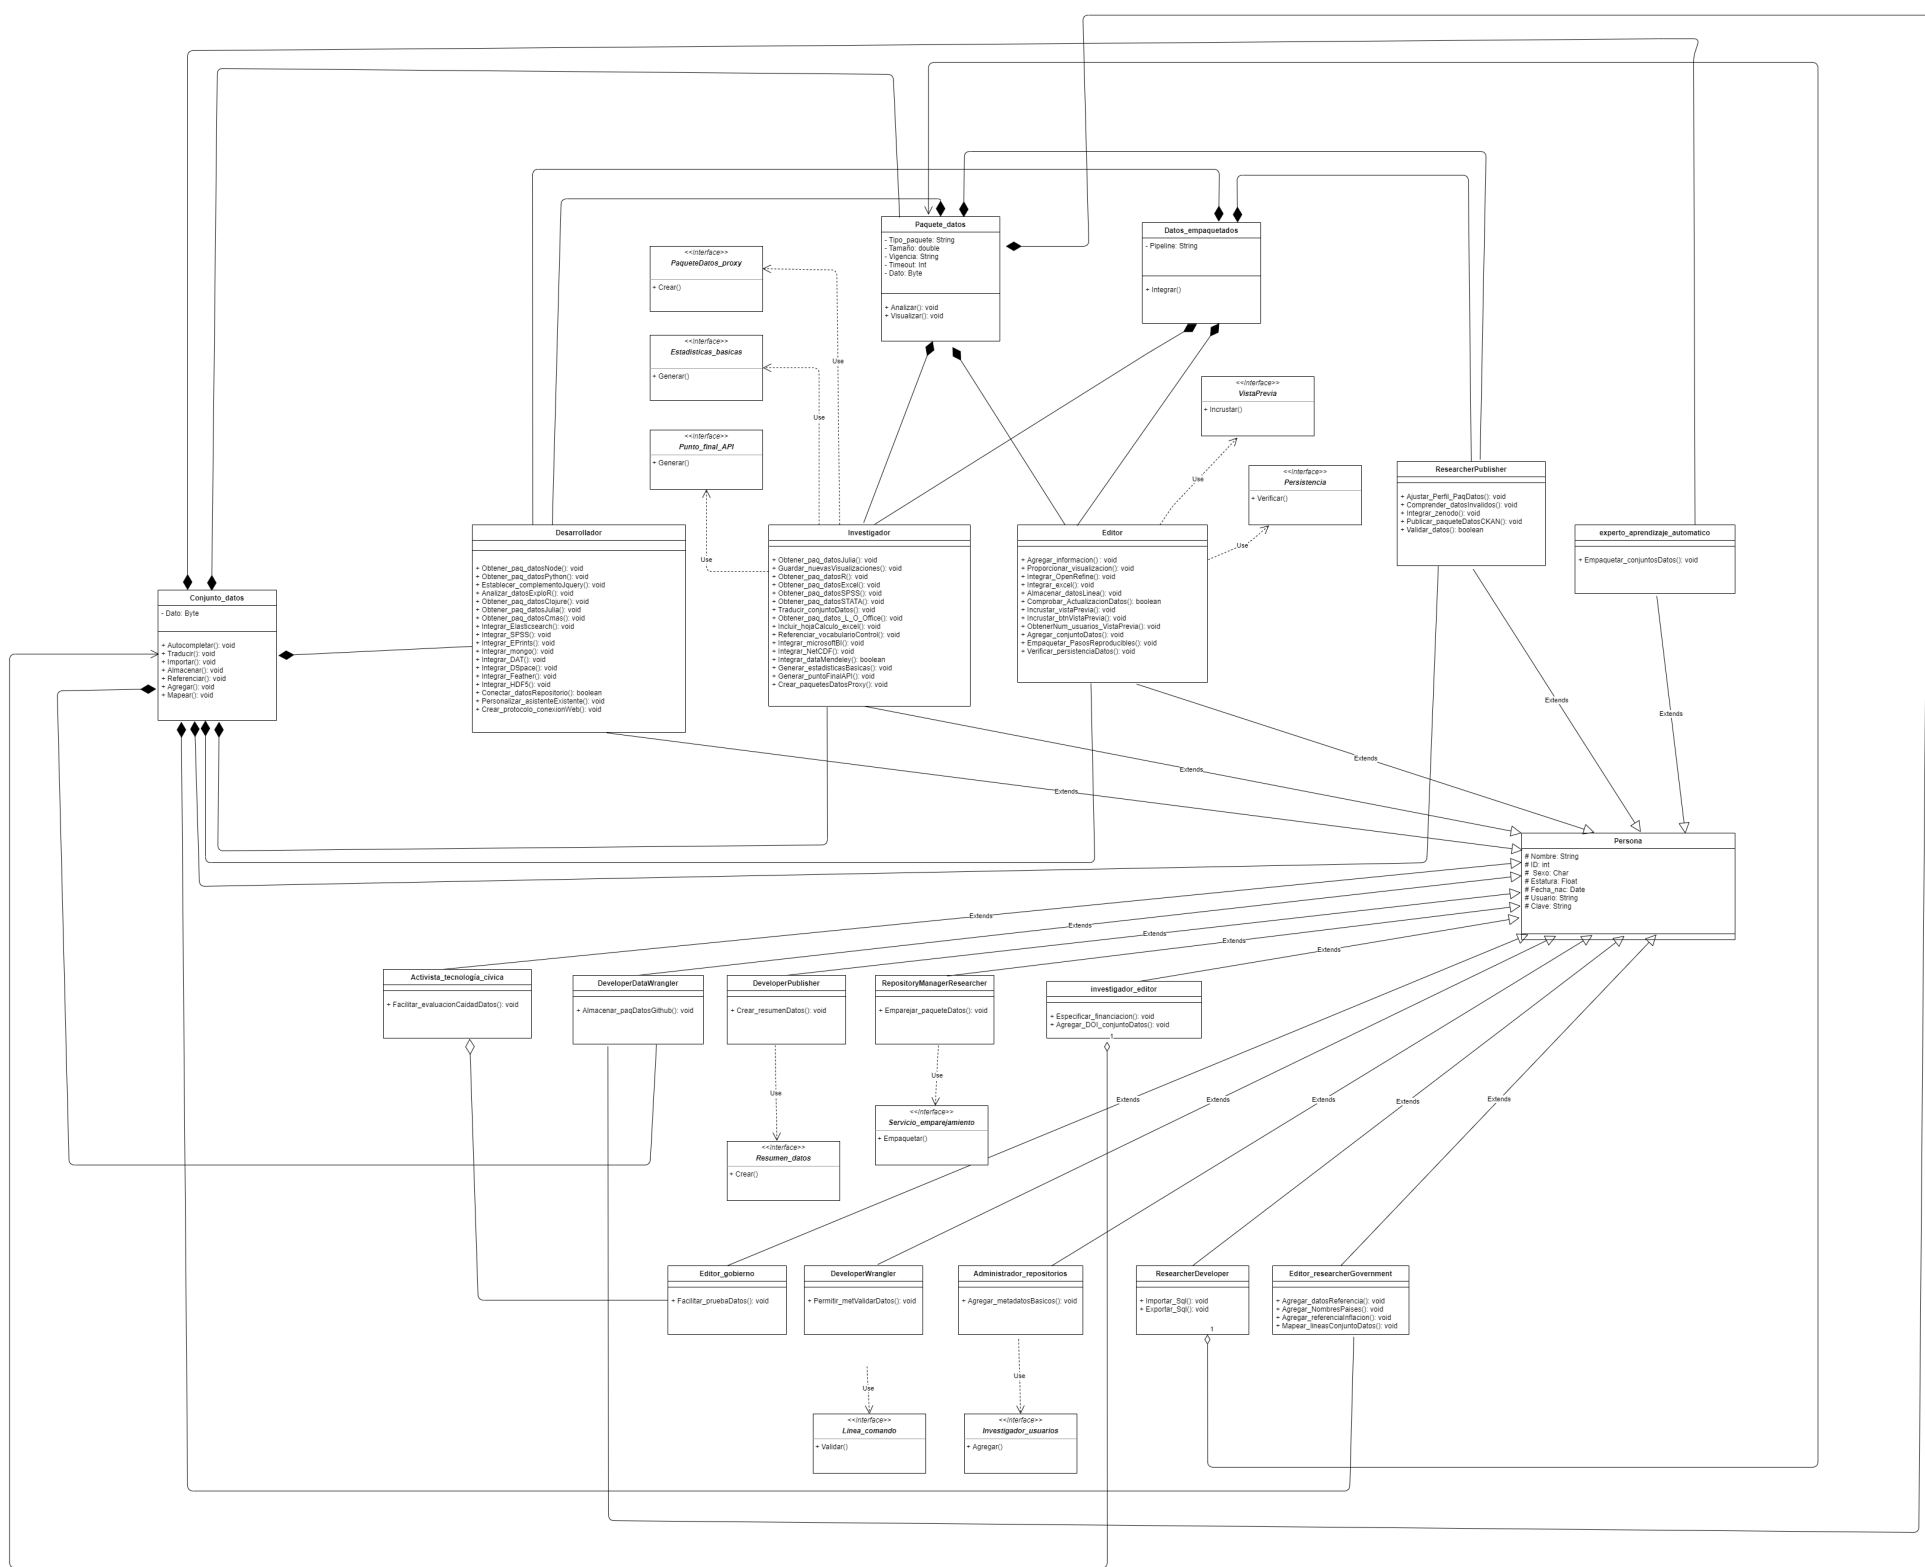 Paquete_datos
- Tipo_paquete: String
- Tamaño: double
- Vigencia: String
- Timeout: Int
- Dato: Byte
+ Analizar(): void
+ Visualizar(): void
Datos_empaquetados
- Pipeline: String
+ Integrar()
<<interface>>
PaqueteDatos_proxy
+ Crear()
<<interface>>
Estadisticas_basicas
+ Generar()
<<interface>>
Punto_final_API
+ Generar()
Use
Use
Use
<<interface>>
VistaPrevia
+ Incrustar()
Use
<<interface>>
Persistencia
+ Verificar()
Use
ResearcherPublisher
+ Ajustar_Perfil_PaqDatos(): void
+ Comprender_datosInvalidos(): void
+ Integrar_zenodo(): void
+ Publicar_paqueteDatosCKAN(): void
+ Validar_datos(): boolean
experto_aprendizaje_automatico
+ Empaquetar_conjuntosDatos(): void
Desarrollador
+ Obtener_paq_datosNode(): void
+ Obtener_paq_datosPython(): void
+ Establecer_complementoJquery(): void
+ Analizar_datosExploR(): void
+ Obtener_paq_datosClojure(): void
+ Obtener_paq_datosJulia(): void
+ Obtener_paq_datosCmas(): void
+ Integrar_Elasticsearch(): void
+ Integrar_SPSS(): void
+ Integrar_EPrints(): void
+ Integrar_mongo(): void
+ Integrar_DAT(): void
+ Integrar_DSpace(): void
+ Integrar_Feather(): void
+ Integrar_HDF5(): void
+ Conectar_datosRepositorio(): boolean
+ Personalizar_asistenteExistente(): void
+ Crear_protocolo_conexionWeb(): void
Investigador
+ Obtener_paq_datosJulia(): void
+ Guardar_nuevasVisualizaciones(): void
+ Obtener_paq_datosR(): void
+ Obtener_paq_datosExcel(): void
+ Obtener_paq_datosSPSS(): void
+ Obtener_paq_datosSTATA(): void
+ Traducir_conjuntoDatos(): void
+ Obtener_paq_datos_L_O_Office(): void
+ Incluir_hojaCalculo_excel(): void
+ Referenciar_vocabularioControl(): void
+ Integrar_microsoftBI(): void
+ Integrar_NetCDF(): void
+ Integrar_dataMendeley(): boolean
+ Generar_estadisticasBasicas(): void
+ Generar_puntoFinalAPI(): void
+ Crear_paquetesDatosProxy(): void
Editor
+ Agregar_informacion() : void
+ Proporcionar_visualizacion(): void
+ Integrar_OpenRefine(): void
+ Integrar_excel(): void
+ Almacenar_datosLinea(): void
+ Comprobar_ActualizacionDatos(): boolean
+ Incrustar_vistaPrevia(): void
+ Incrustar_btnVistaPrevia(): void
+ ObtenerNum_usuarios_VistaPrevia(): void
+ Agregar_conjuntoDatos(): void
+ Empaquetar_PasosReproducibles(): void
+ Verificar_persistenciaDatos(): void
Conjunto_datos
- Dato: Byte
+ Autocompletar(): void
+ Traducir(): void
+ Importar(): void
+ Almacenar(): void
+ Referenciar(): void
+ Agregar(): void
+ Mapear(): void
Extends
Extends
Extends
Extends
Extends
Persona
# Nombre: String
# ID: int
# Sexo: Char
# Estatura: Float
# Fecha_nac: Date
# Usuario: String
# Clave: String
Extends
Extends
Extends
Extends
Extends
Activista_tecnología_cívica
+ Facilitar_evaluacionCaidadDatos(): void
DeveloperDataWrangler
+ Almacenar_paqDatosGithub(): void
DeveloperPublisher
+ Crear_resumenDatos(): void
RepositoryManagerResearcher
+ Emparejar_paqueteDatos(): void
investigador_editor
+ Especificar_financiacion(): void
+ Agregar_DOI_conjuntoDatos(): void
1
Use
Use
<<interface>>
Servicio_emparejamiento
+ Empaquetar()
<<interface>>
Resumen_datos
+ Crear()
Extends
Extends
Extends
Extends
Extends
Editor_gobierno
+ Facilitar_pruebaDatos(): void
DeveloperWrangler
+ Permitir_metValidarDatos(): void
Administrador_repositorios
+ Agregar_metadatosBasicos(): void
ResearcherDeveloper
+ Importar_Sql(): void
+ Exportar_Sql(): void
1
Editor_researcherGovernment
+ Agregar_datosReferencia(): void
+ Agregar_NombresPaises(): void
+ Agregar_referenciaInflacion(): void
+ Mapear_lineasConjuntoDatos(): void
Use
Use
<<interface>>
Linea_comando
+ Validar()
<<interface>>
Investigador_usuarios
+ Agregar()